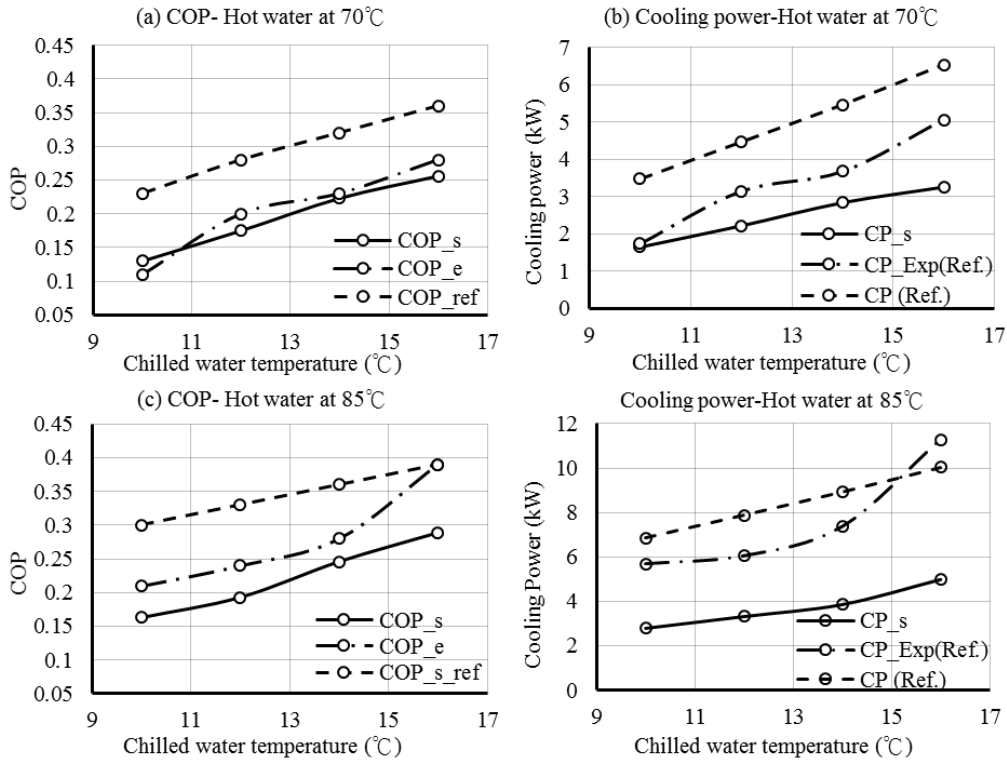 (a) COP- Hot water at 70℃
0.45
0.4
0.35
0.3
0.25
0.2
0.15
0.1
0.05
COP
COP_s
COP_e
COP_ref
9 11 13 15 17
Chilled water temperature (℃)
(b) Cooling power-Hot water at 70℃
7
6
5
4
3
2
1
0
Cooling power (kW)
CP_s
CP_Exp(Ref.)
CP (Ref.)
9 11 13 15 17
Chilled water temperature (℃)
(c) COP- Hot water at 85℃
0.45
0.4
0.35
0.3
0.25
0.2
0.15
0.1
0.05
COP
COP_s
COP_e
COP_s_ref
9 11 13 15 17
Chilled water temperature (℃)
Cooling power-Hot water at 85℃
12
10
8
6
4
2
0
Cooling Power (kW)
CP_s
CP_Exp(Ref.)
CP (Ref.)
9 11 13 15 17
Chilled water temperature (℃)